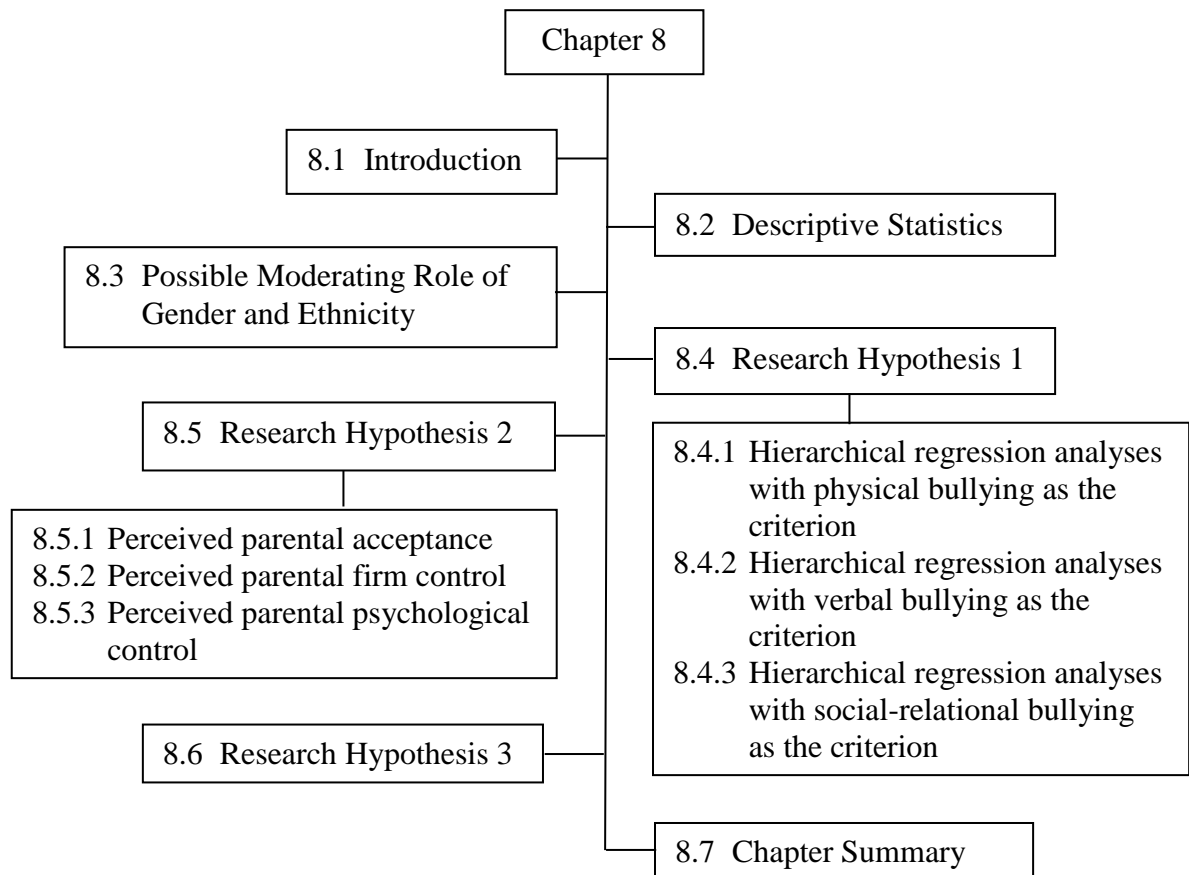 Chapter 8
8.1 Introduction
8.2 Descriptive Statistics
8.3 Possible Moderating Role of
Gender and Ethnicity
8.4 Research Hypothesis 1
8.4.1 Hierarchical regression analyses
with physical bullying as the
criterion
8.4.2 Hierarchical regression analyses
with verbal bullying as the
criterion
8.4.3 Hierarchical regression analyses
with social-relational bullying
as the criterion
8.5 Research Hypothesis 2
8.5.1 Perceived parental acceptance
8.5.2 Perceived parental firm control
8.5.3 Perceived parental psychological
control
8.6 Research Hypothesis 3
8.7 Chapter Summary